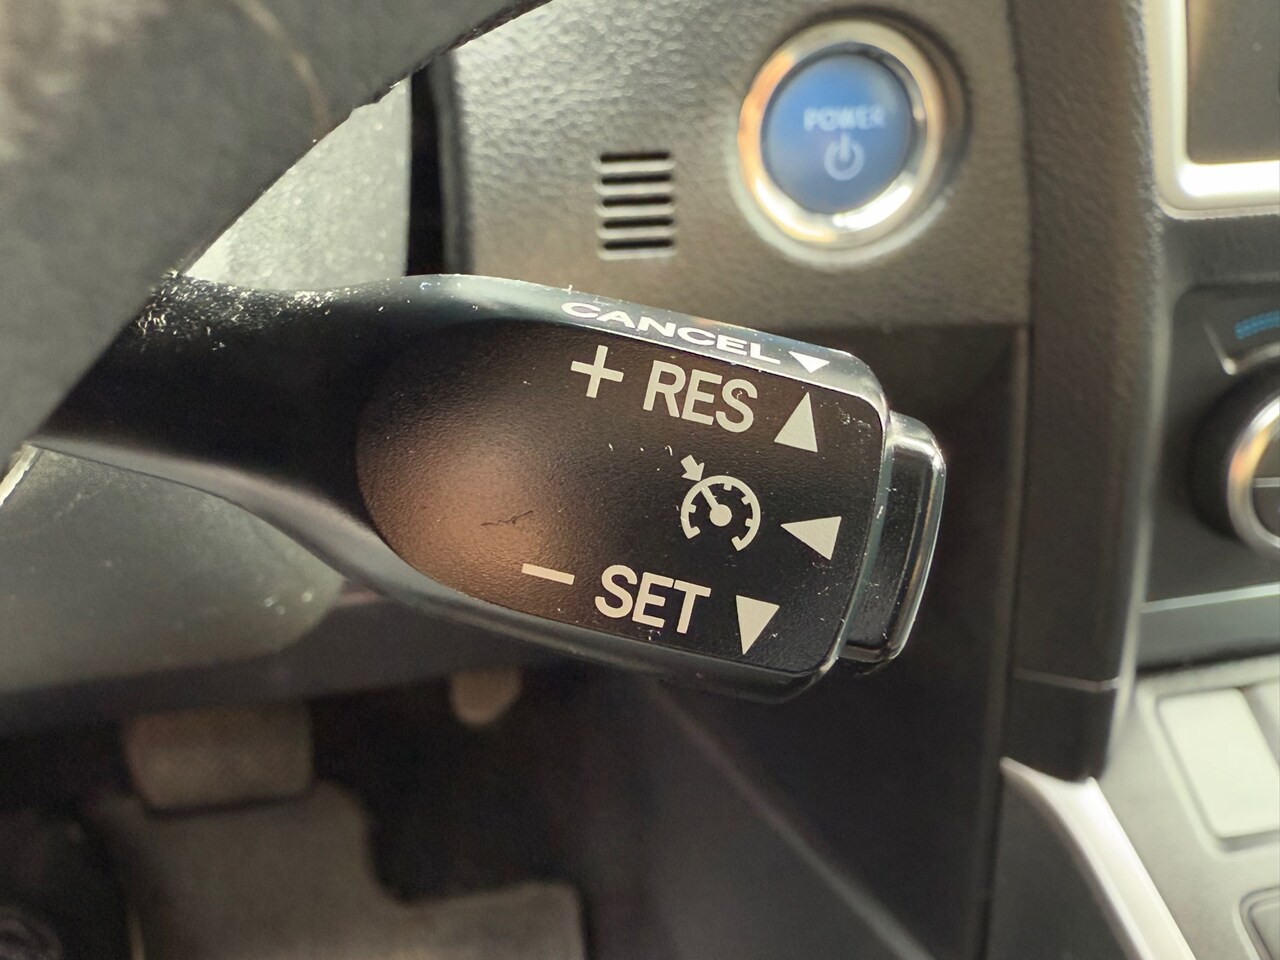 POWER
CANCEL ▼
+ RES ▲
◀
− SET ▼